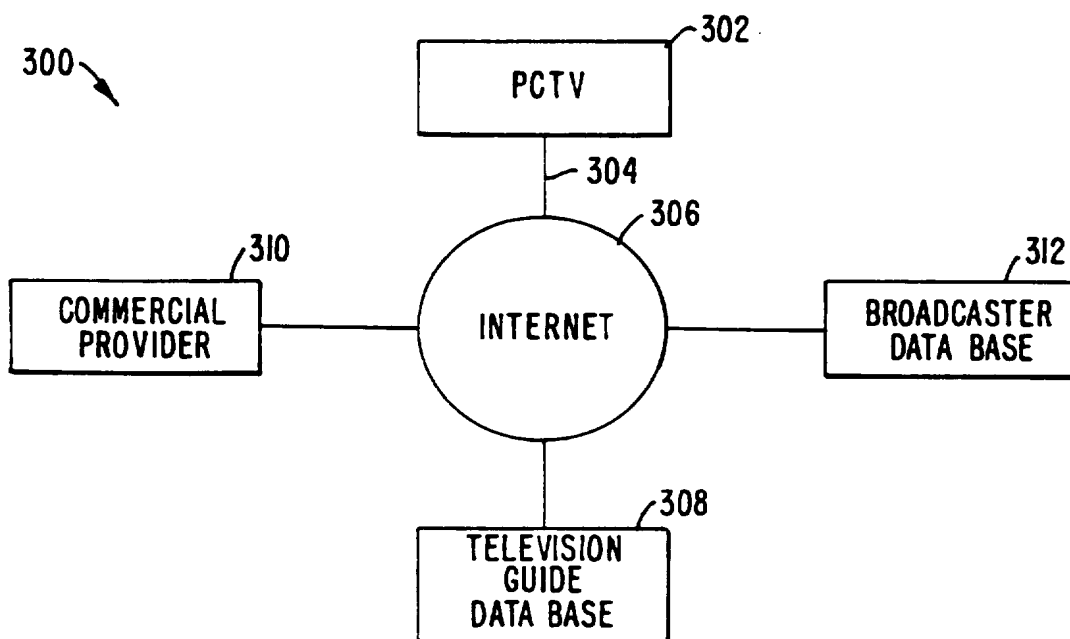 302
300
PCTV
304
306
310
312
COMMERCIAL
PROVIDER
INTERNET
BROADCASTER
DATA BASE
308
TELEVISION
GUIDE
DATA BASE